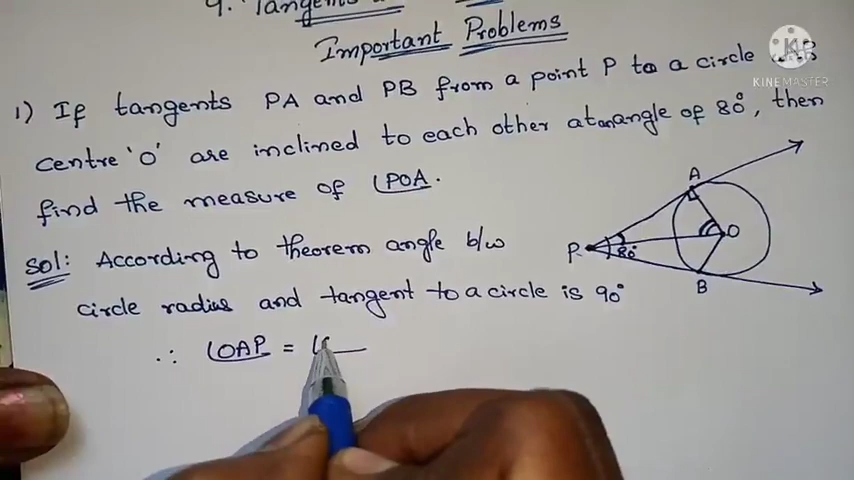 9. Tangents
Important Problems
1) If tangents PA and PB from a point P to a circle
centre 'O' are inclined to each other at an angle of 80°, then
find the measure of ∠POA.
Sol: According to theorem angle b/w
circle radius and tangent to a circle is 90°
∴ ∠OAP =
A
P
80°
O
B
K
KINEMASTER